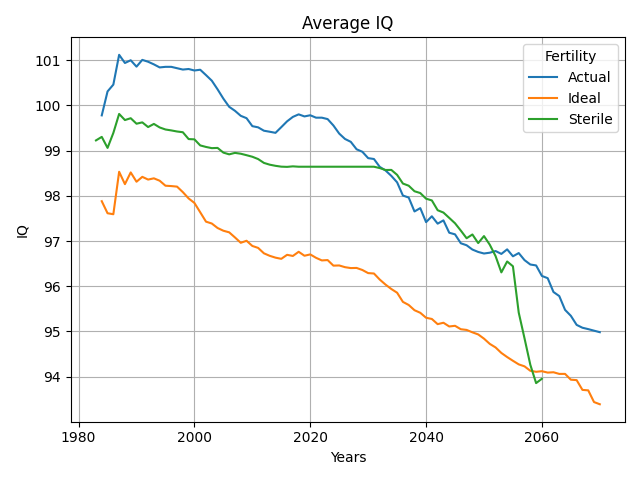 Average IQ
Fertility
Actual
Ideal
Sterile
IQ
101
100
99
98
97
96
95
94
1980
2000
2020
2040
2060
Years